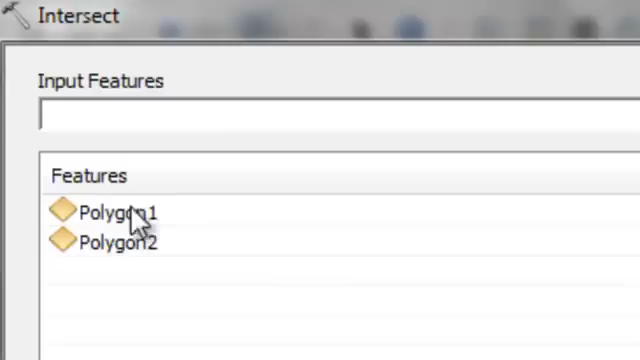 Intersect
Input Features
Features
Polygon1
Polygon2